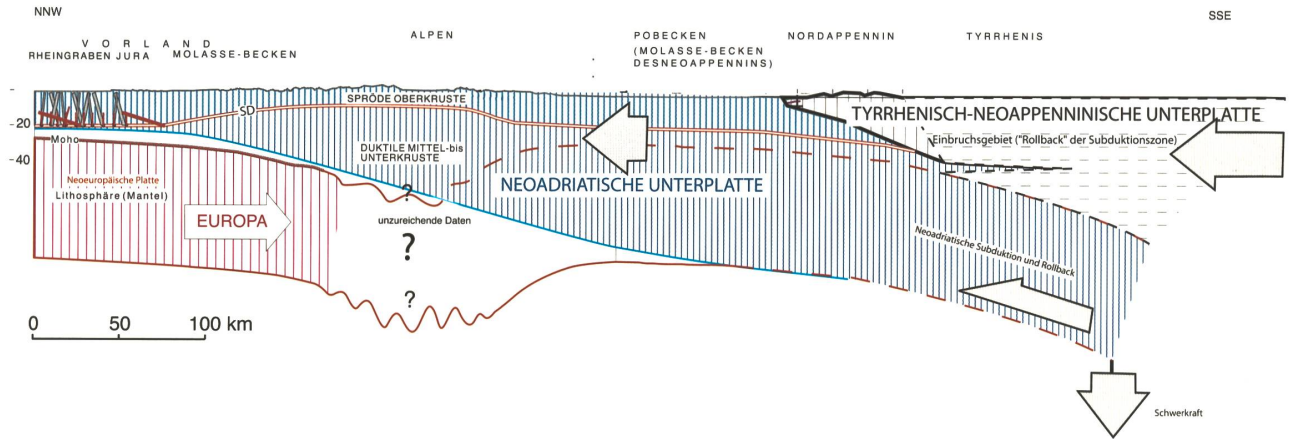 NNW
SSE
V O R L A N D
RHEINGRABEN JURA MOLASSE-BECKEN
ALPEN
POBECKEN
(MOLASSE-BECKEN
DESNEOAPPENNINS)
NORDAPPENNIN
TYRRHENIS
SPRÖDE OBERKRUSTE
SD
TYRRHENISCH-NEOAPPENNINISCHE UNTERPLATTE
-20
Moho
Einbruchsgebiet ("Rollback" der Subduktionszone)
DUKTILE MITTEL-bis
UNTERKRUSTE
-40
Neoeuropäische Platte
Lithosphäre (Mantel)
NEOADRIATISCHE UNTERPLATTE
?
EUROPA
unzureichende Daten
?
Neoadriatische Subduktion und Rollback
?
0 50 100 km
Schwerkraft